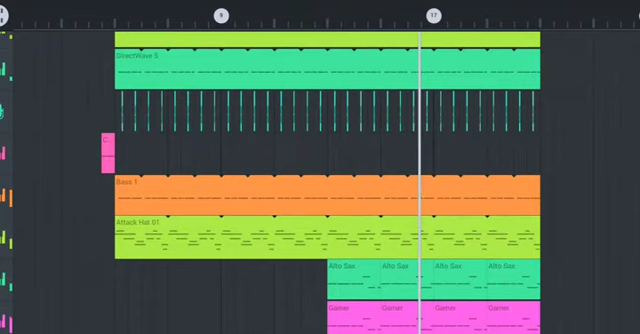 9 17
DirectWave 5
C
Bass 1
Attack Hat 01
Alto Sax Alto Sax Alto Sax Alto Sax
Gamer Gamer Gamer Gamer